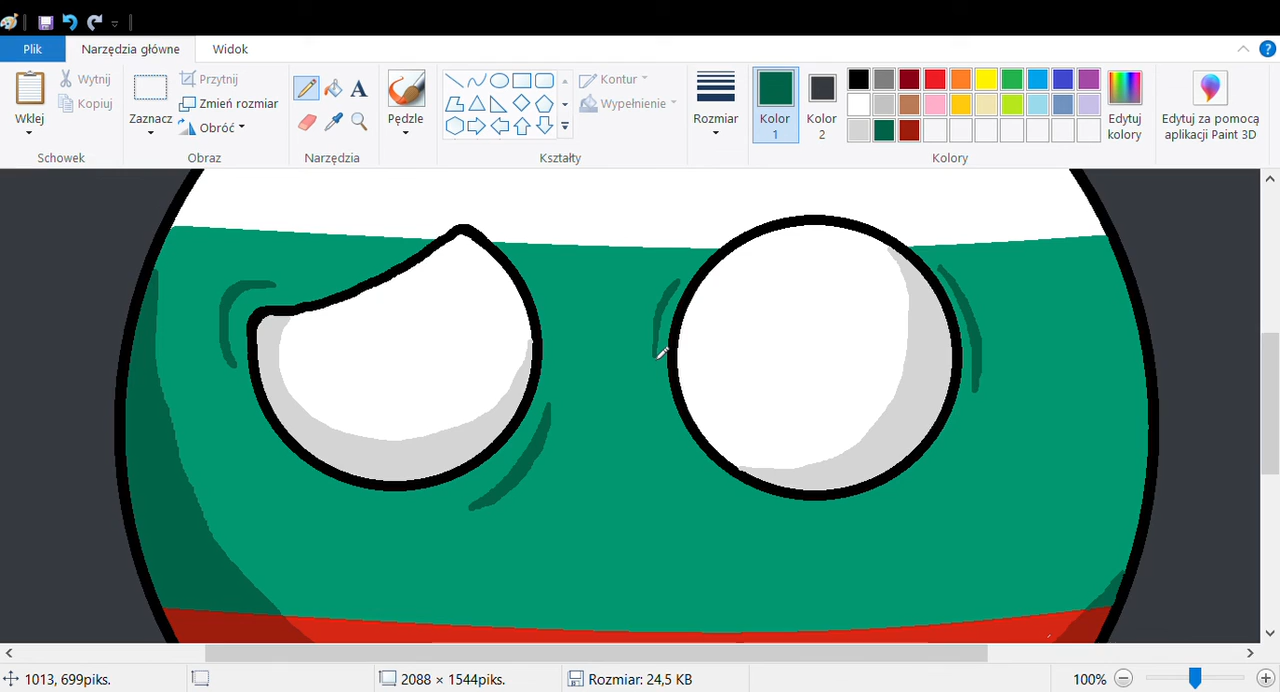 Plik Narzędzia główne Widok
Wklej
Wytnij
Kopiuj
Schowek
Zaznacz
Przytnij
Zmień rozmiar
Obróć
Obraz
A
Narzędzia
Pędzle
Kontur
Wypełnienie
Kształty
Rozmiar
Kolor 1
Kolor 2
Edytuj kolory
Kolory
Edytuj za pomocą aplikacji Paint 3D
1013, 699piks.
2088 × 1544piks.
Rozmiar: 24,5 KB
100%